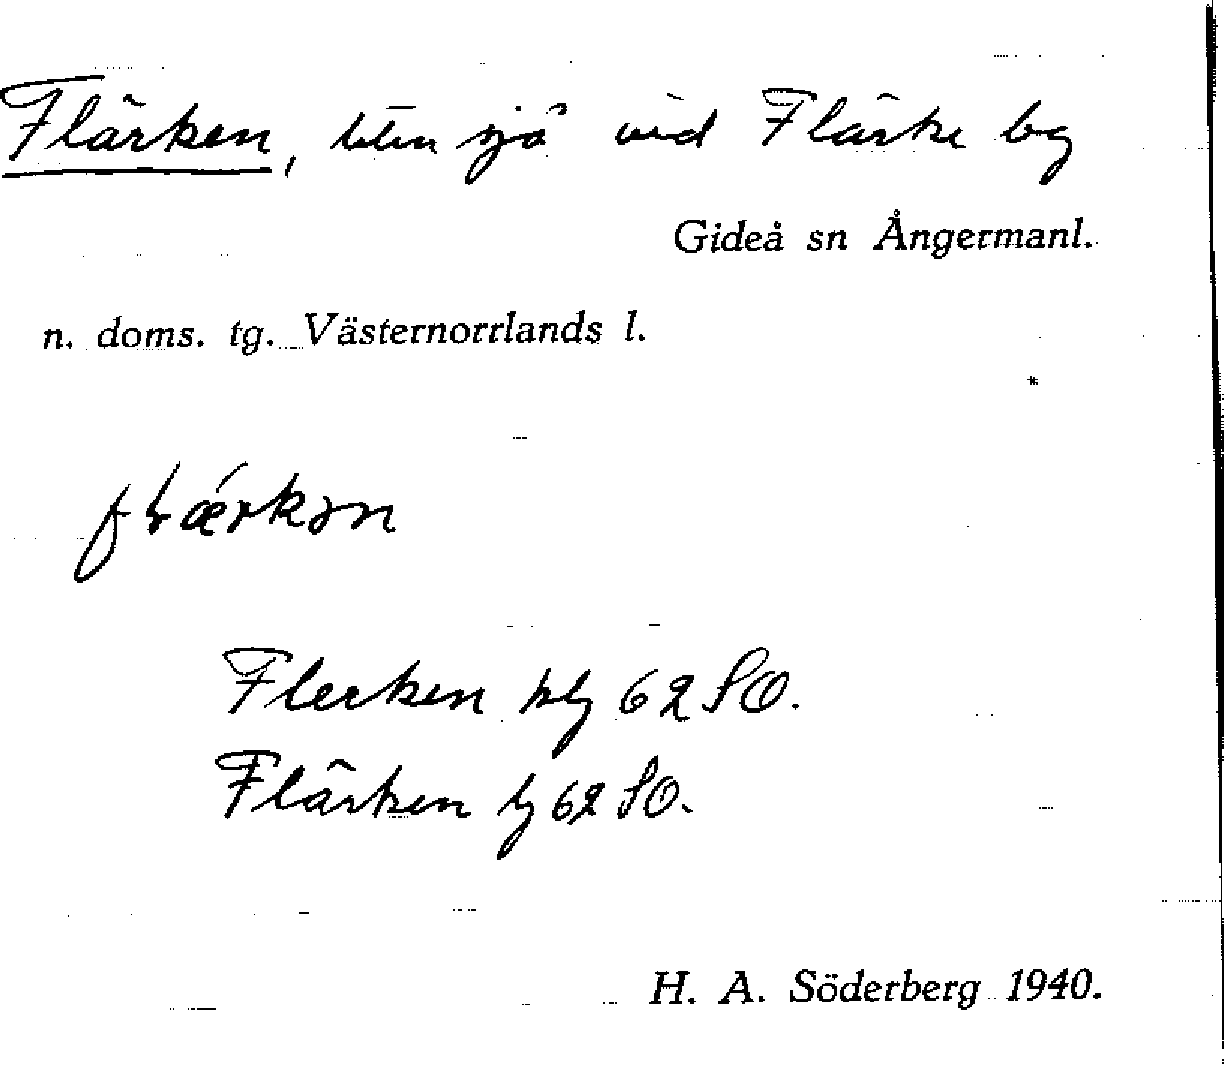 Flärken, liten sjö vid Flärke by
Gideå sn Ångermanl.
n. doms. tg. Västernorrlands l.
Flerken 62 SO.
Flärken 62 SO.
H. A. Söderberg 1940.